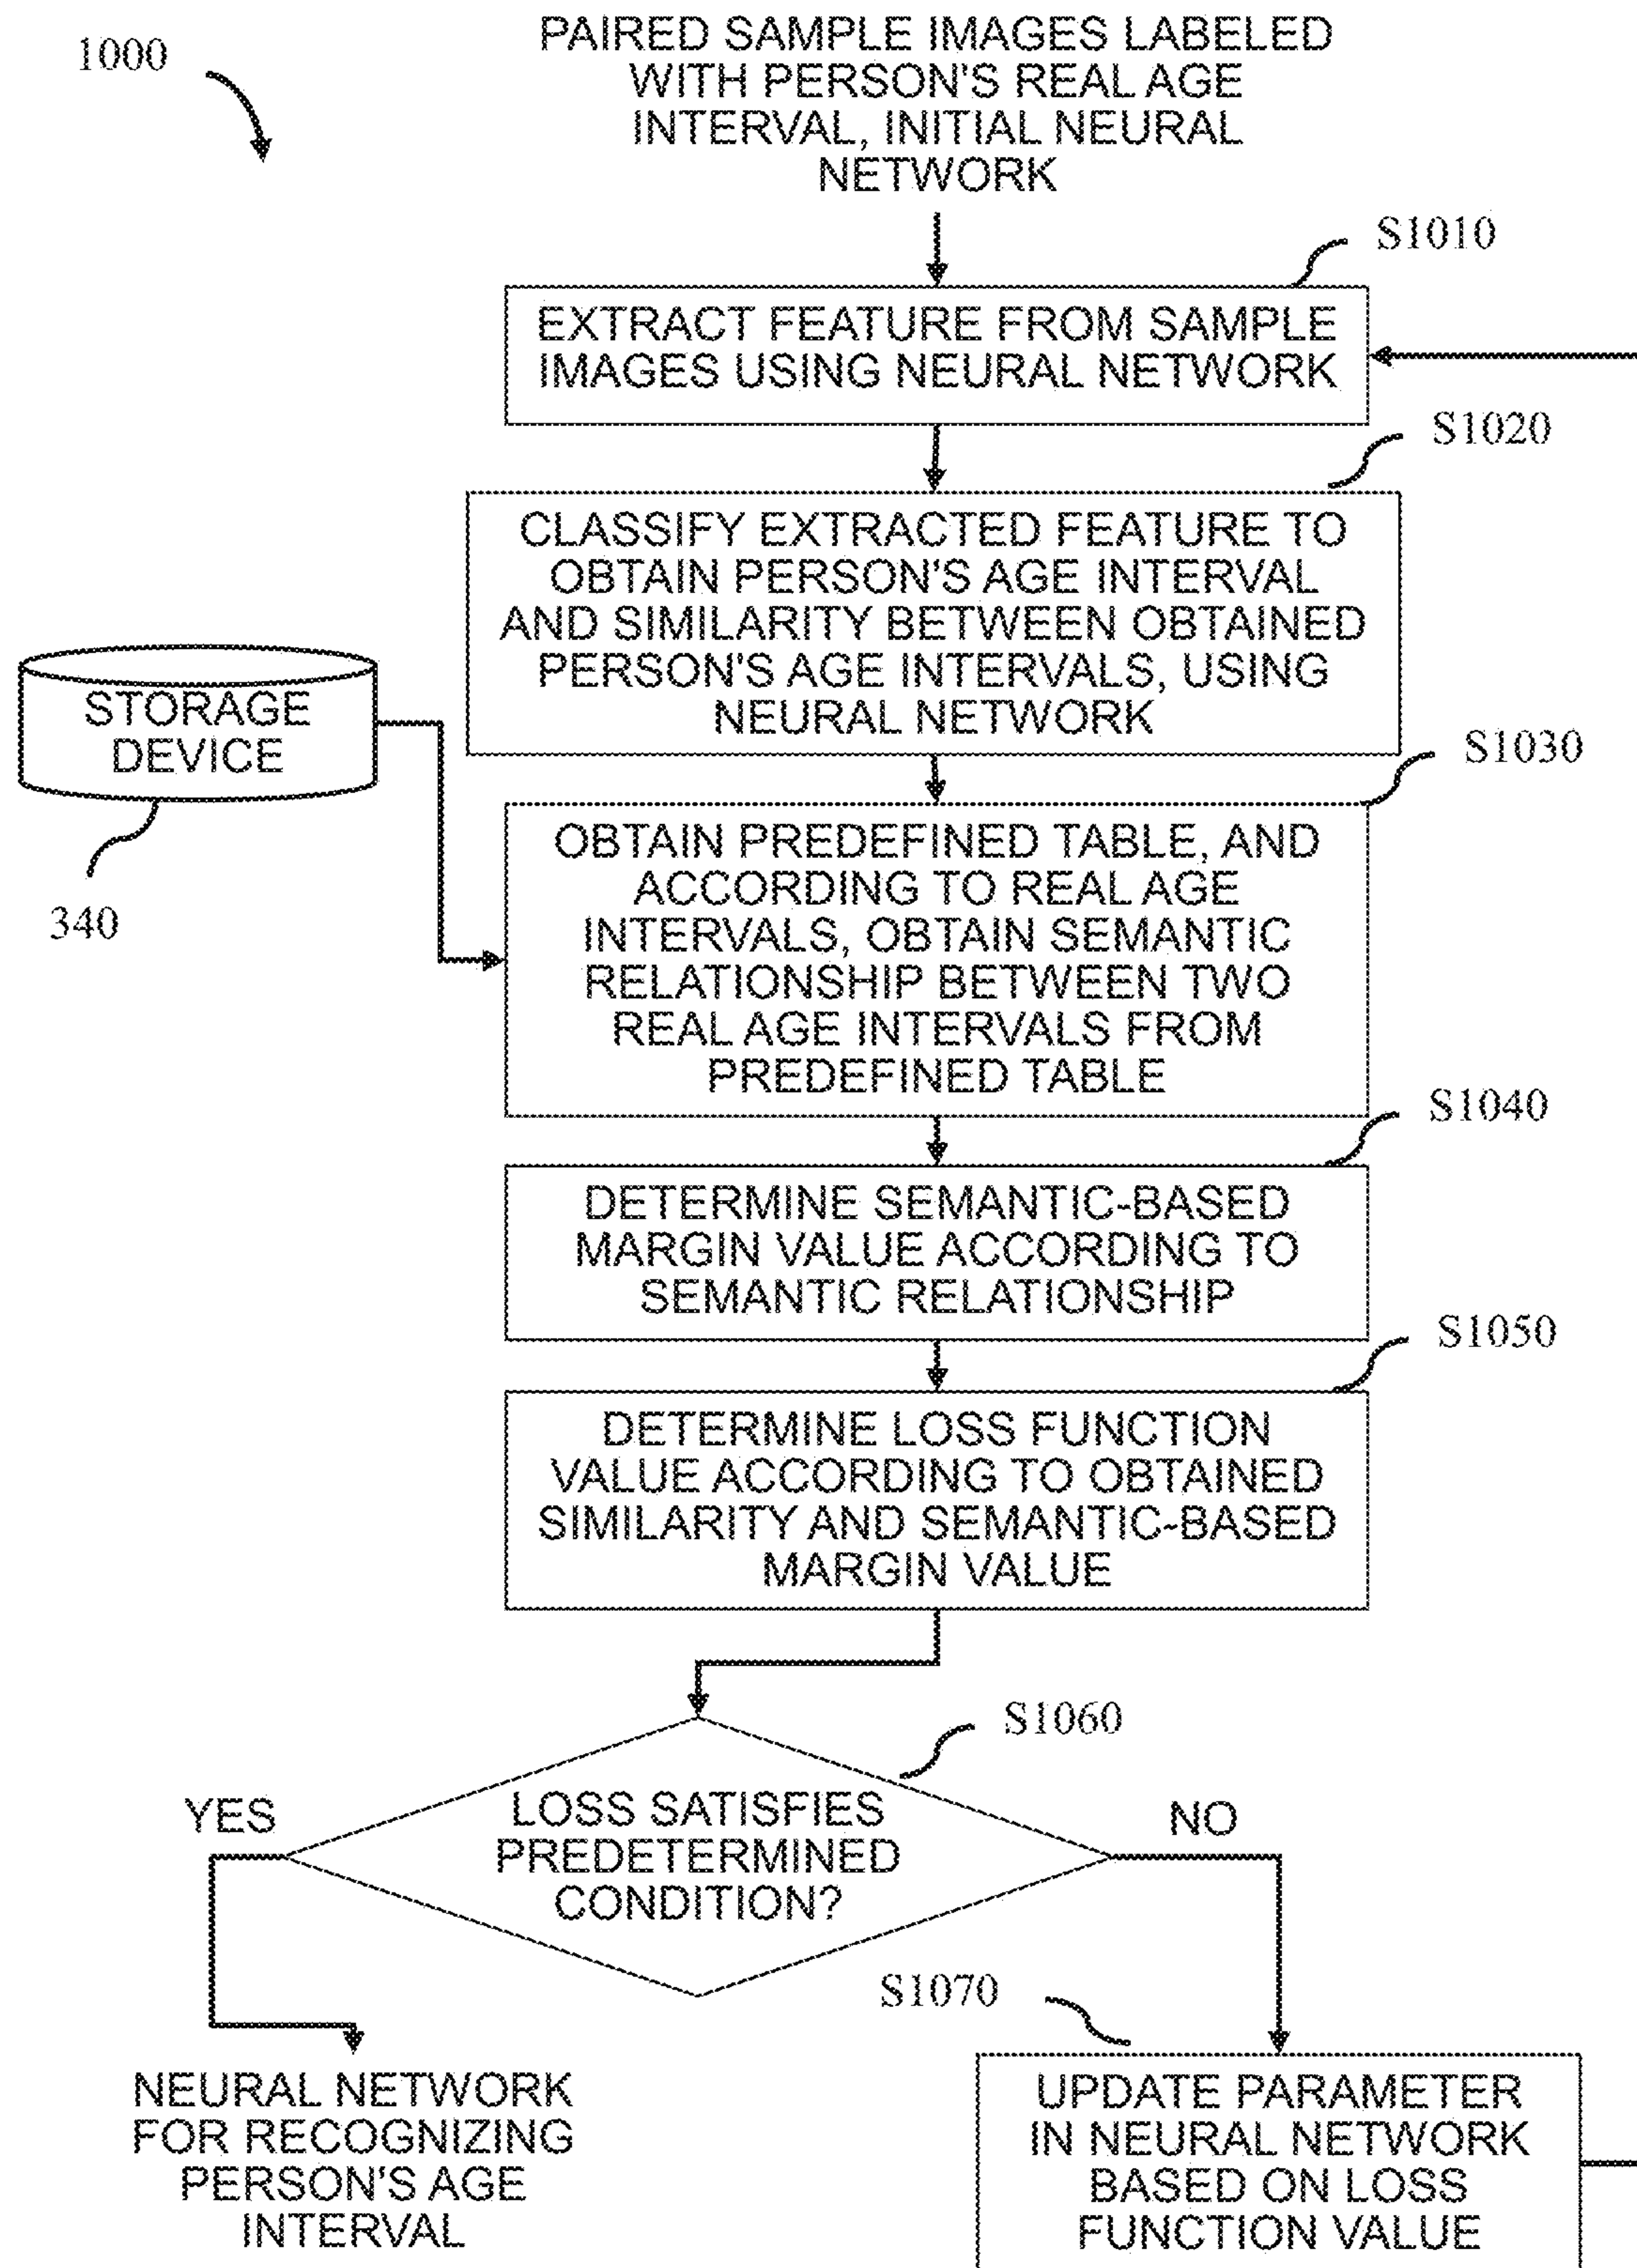 1000
PAIRED SAMPLE IMAGES LABELED
WITH PERSON'S REAL AGE
INTERVAL, INITIAL NEURAL
NETWORK
S1010
EXTRACT FEATURE FROM SAMPLE
IMAGES USING NEURAL NETWORK
S1020
CLASSIFY EXTRACTED FEATURE TO
OBTAIN PERSON'S AGE INTERVAL
AND SIMILARITY BETWEEN OBTAINED
PERSON'S AGE INTERVALS, USING
NEURAL NETWORK
STORAGE
DEVICE
340
S1030
OBTAIN PREDEFINED TABLE, AND
ACCORDING TO REAL AGE
INTERVALS, OBTAIN SEMANTIC
RELATIONSHIP BETWEEN TWO
REAL AGE INTERVALS FROM
PREDEFINED TABLE
S1040
DETERMINE SEMANTIC-BASED
MARGIN VALUE ACCORDING TO
SEMANTIC RELATIONSHIP
S1050
DETERMINE LOSS FUNCTION
VALUE ACCORDING TO OBTAINED
SIMILARITY AND SEMANTIC-BASED
MARGIN VALUE
S1060
LOSS SATISFIES
PREDETERMINED
CONDITION?
YES
NO
S1070
NEURAL NETWORK
FOR RECOGNIZING
PERSON'S AGE
INTERVAL
UPDATE PARAMETER
IN NEURAL NETWORK
BASED ON LOSS
FUNCTION VALUE